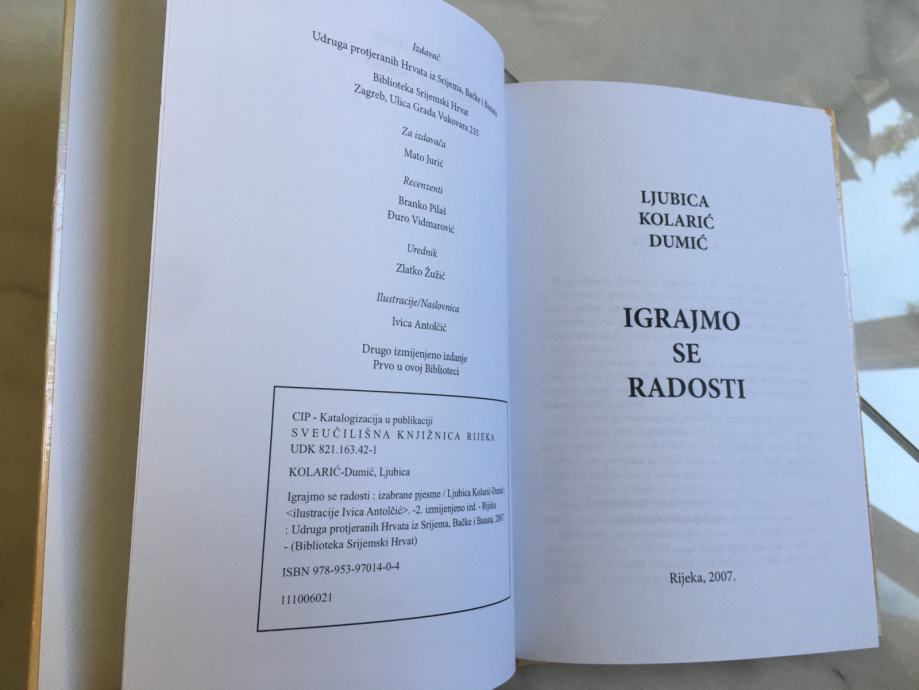 Izdavač
Udruga protjeranih Hrvata iz Srijema, Bačke i Banata
Biblioteka Srijemski Hrvat
Zagreb, Ulica Grada Vukovara 235
Za izdavača
Mato Jurić
Recenzenti
Branko Pilaš
Đuro Vidmarović
Urednik
Zlatko Žužić
Ilustracije/Naslovnica
Ivica Antolčić
Drugo izmijenjeno izdanje
Prvo u ovoj Biblioteci
CIP - Katalogizacija u publikaciji
SVEUČILIŠNA KNJIŽNICA RIJEKA
UDK 821.163.42-1
KOLARIĆ-Dumić, Ljubica
Igrajmo se radosti : izabrane pjesme / Ljubica Kolarić-Dumić ;
<ilustracije Ivica Antolčić>. -2. izmijenjeno izd. - Rijeka
: Udruga protjeranih Hrvata iz Srijema, Bačke i Banata, 2007
- (Biblioteka Srijemski Hrvat)
ISBN 978-953-97014-0-4
111006021
LJUBICA
KOLARIĆ
DUMIĆ
IGRAJMO
SE
RADOSTI
Rijeka, 2007.